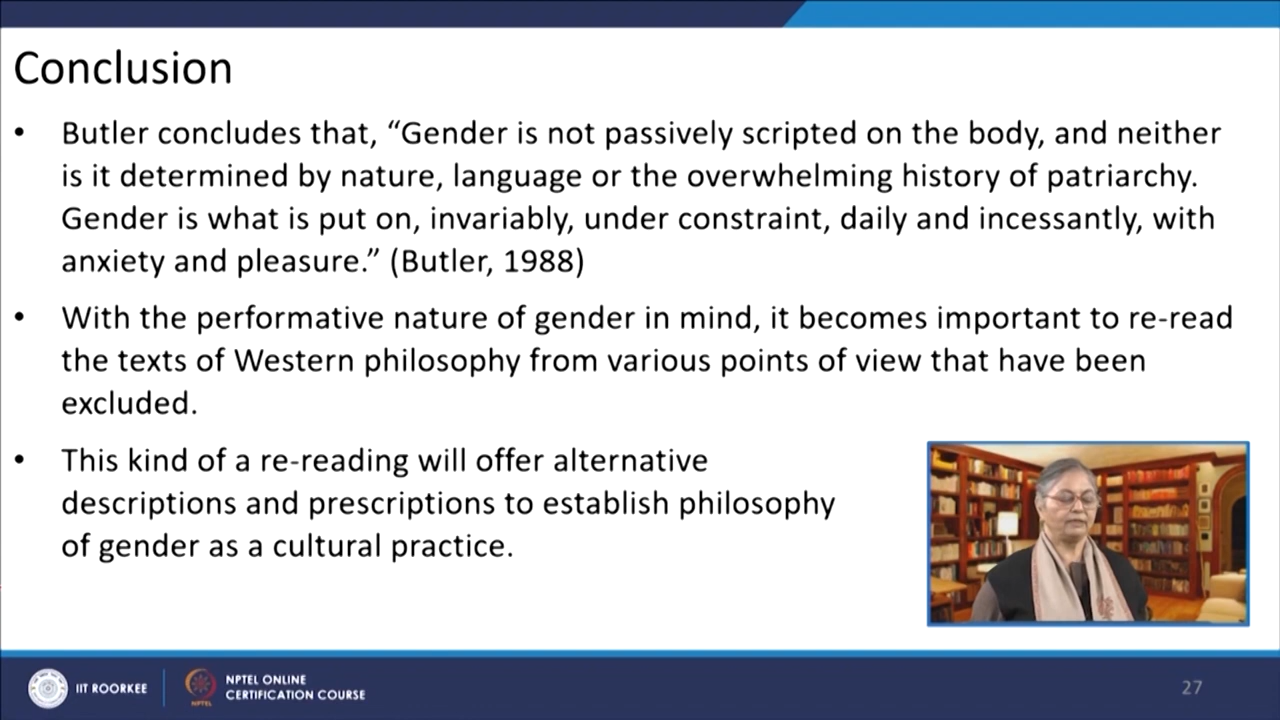 Conclusion
• Butler concludes that, “Gender is not passively scripted on the body, and neither
is it determined by nature, language or the overwhelming history of patriarchy.
Gender is what is put on, invariably, under constraint, daily and incessantly, with
anxiety and pleasure.” (Butler, 1988)
• With the performative nature of gender in mind, it becomes important to re-read
the texts of Western philosophy from various points of view that have been
excluded.
• This kind of a re-reading will offer alternative
descriptions and prescriptions to establish philosophy
of gender as a cultural practice.
IIT ROORKEE
NPTEL
NPTEL ONLINE
CERTIFICATION COURSE
27